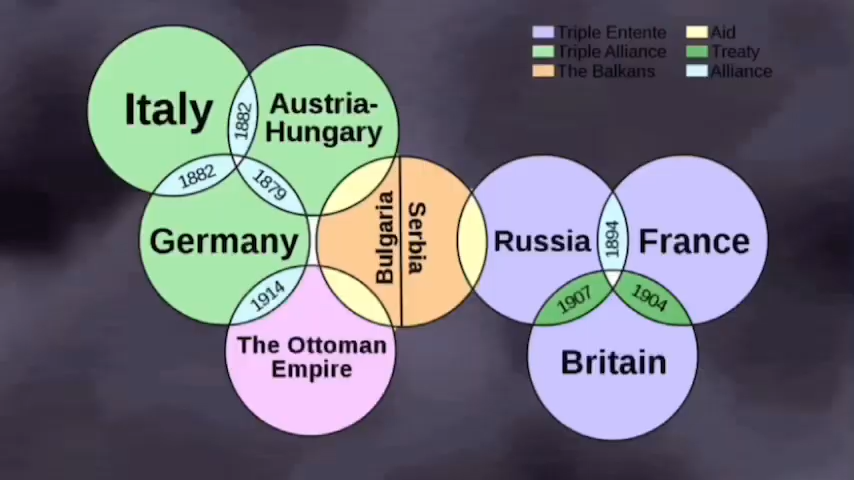 Triple Entente
Aid
Triple Alliance
Treaty
The Balkans
Alliance
Italy
1882
Austria-
Hungary
1882
1879
Germany
Bulgaria
Serbia
Russia
1894
France
1914
1907
1904
The Ottoman
Empire
Britain